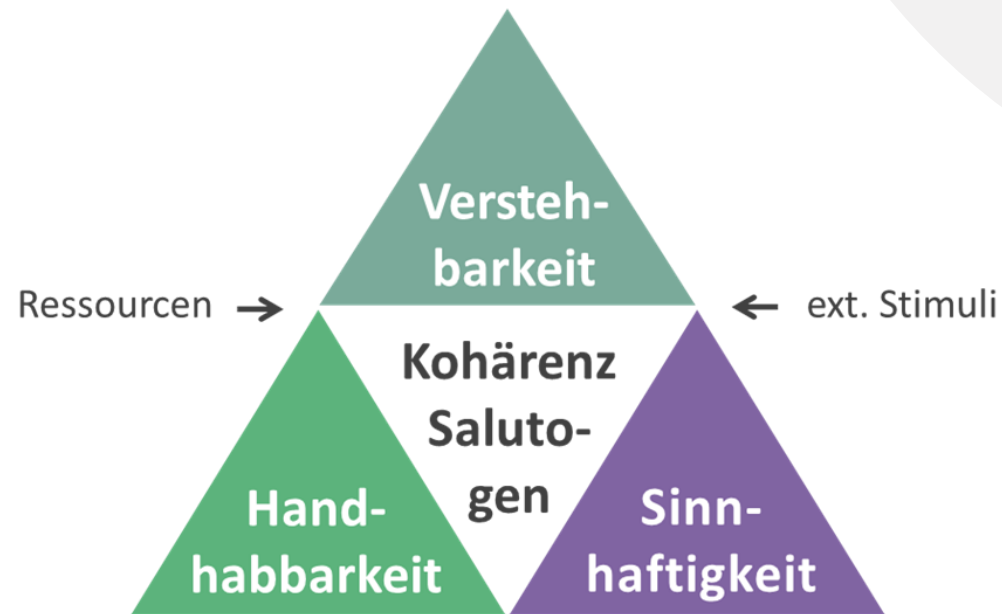 Versteh-
barkeit
Ressourcen → ← ext. Stimuli
Kohärenz
Saluto-
gen
Hand-
habbarkeit
Sinn-
haftigkeit